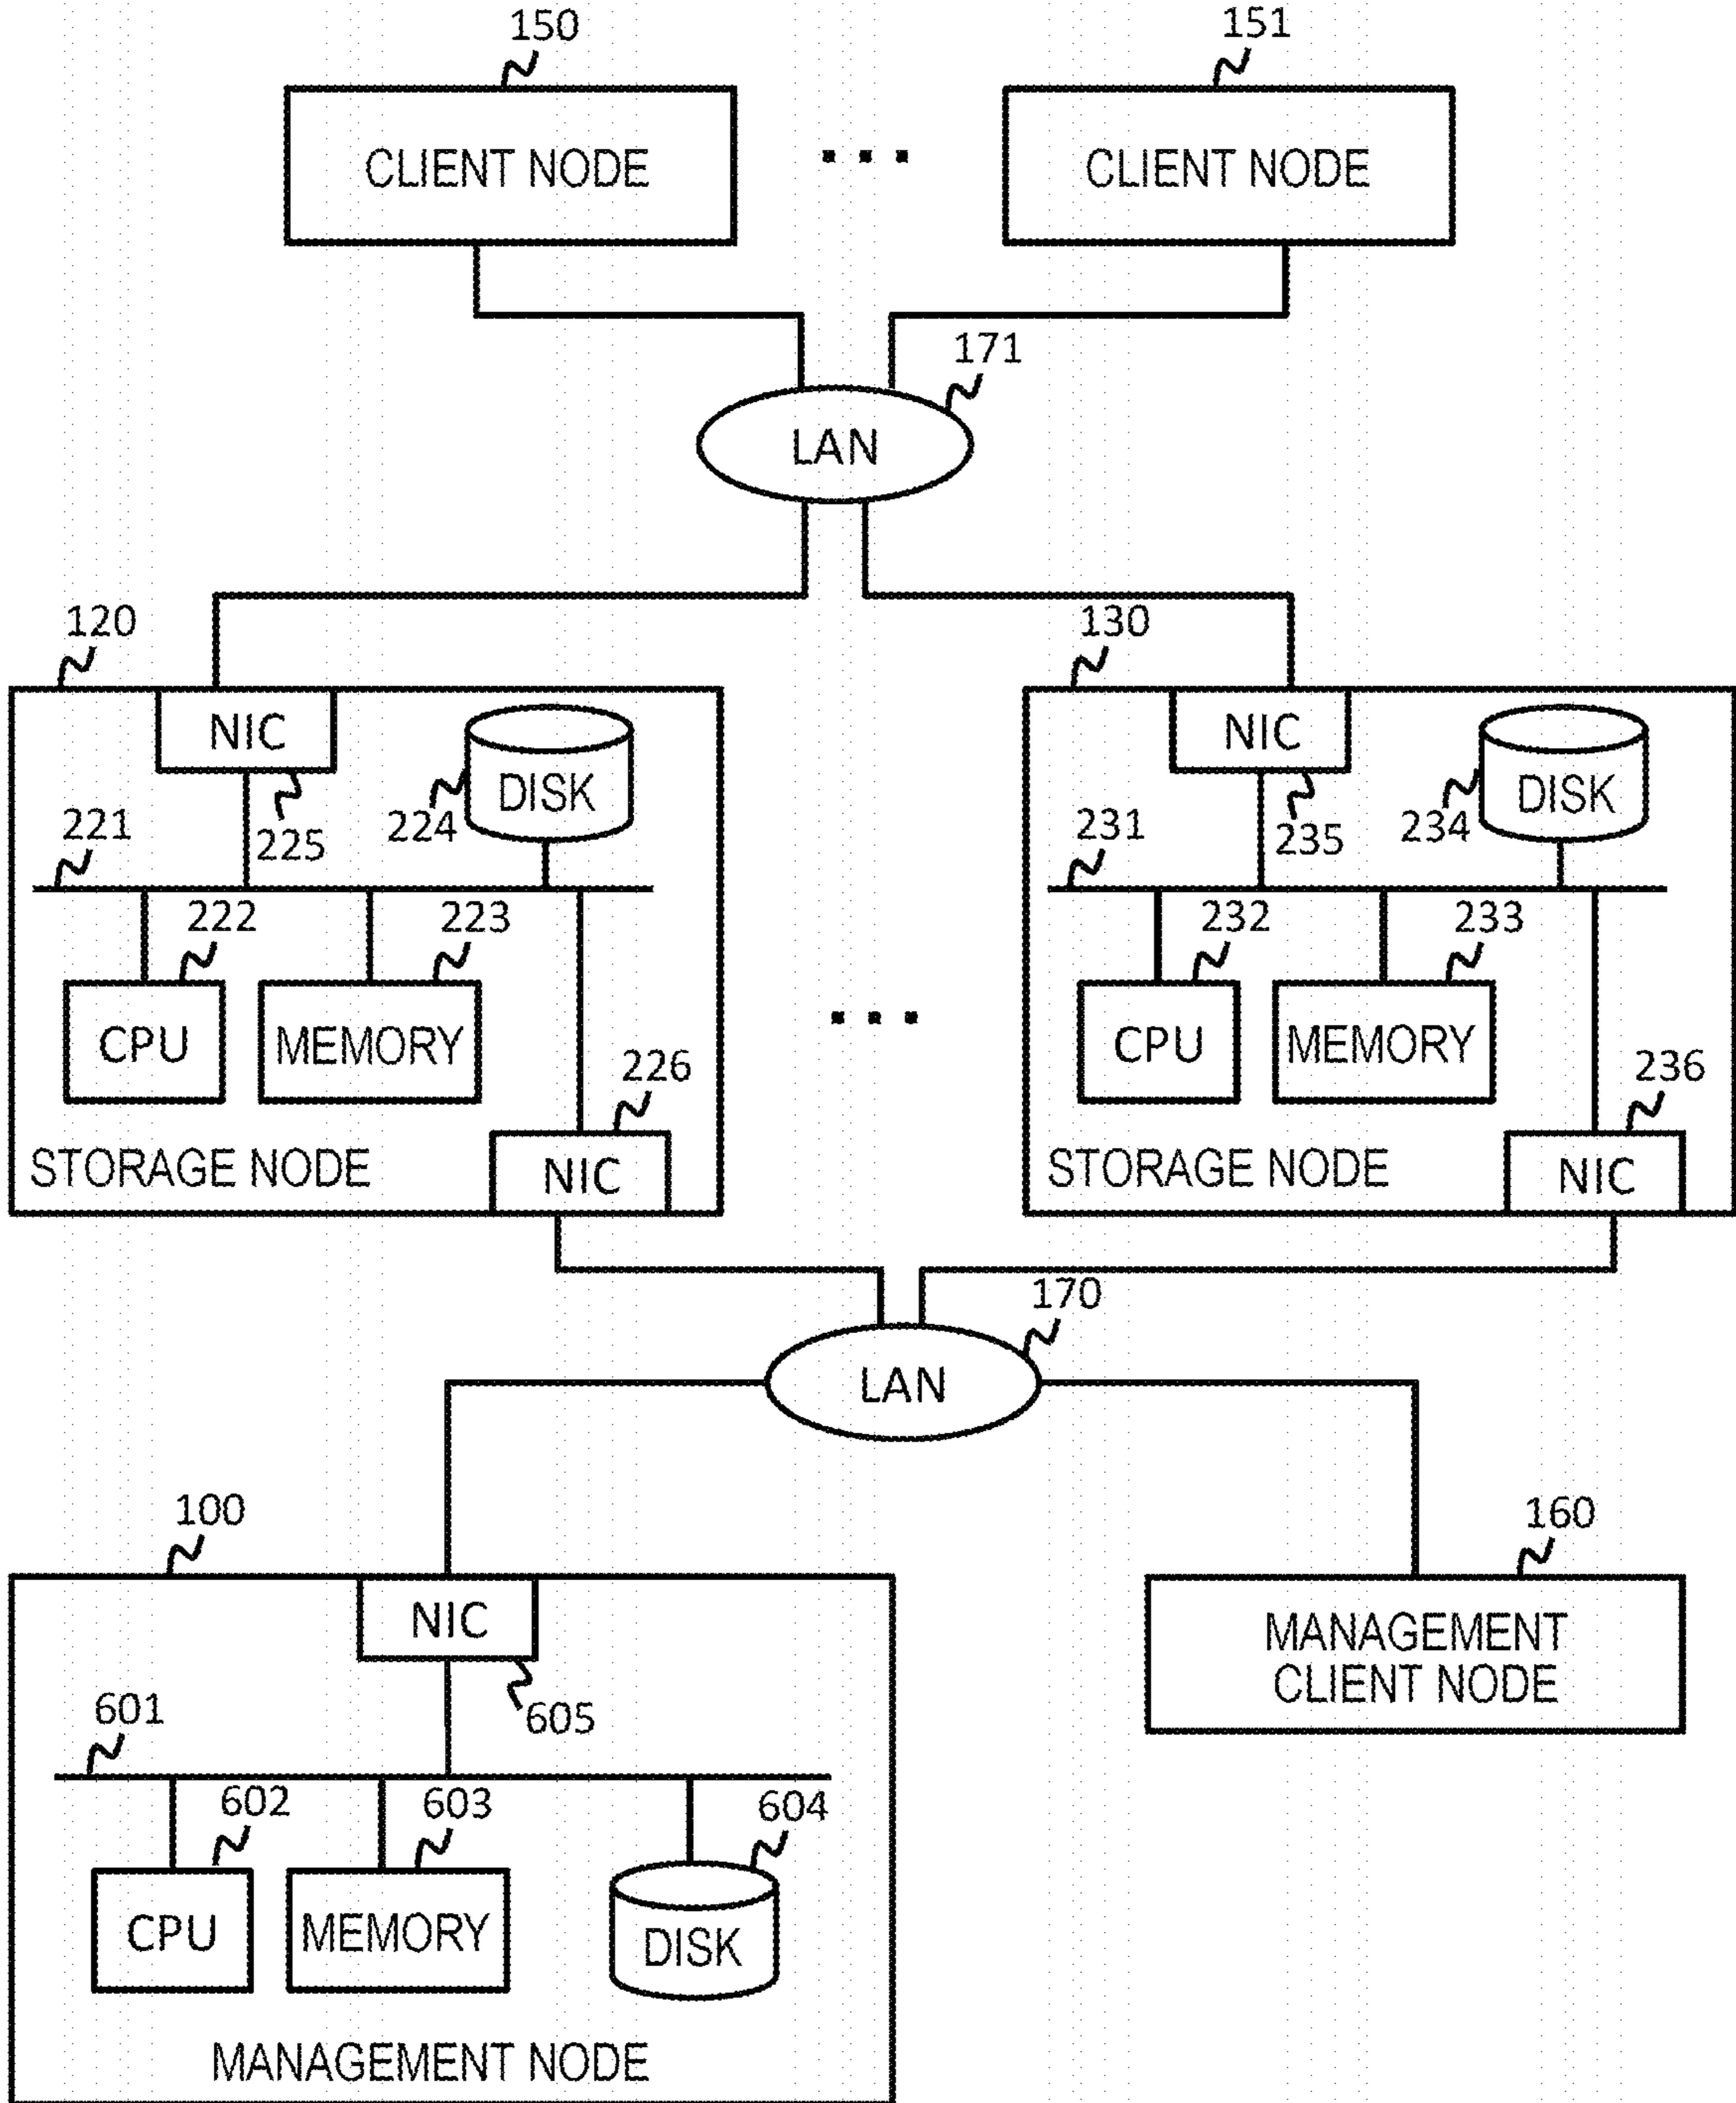 150
151
CLIENT NODE
...
CLIENT NODE
171
LAN
120
130
NIC
DISK
NIC
DISK
221
225
224
231
235
234
222
223
232
233
CPU
MEMORY
...
CPU
MEMORY
226
236
STORAGE NODE
NIC
STORAGE NODE
NIC
170
LAN
100
160
NIC
MANAGEMENT
CLIENT NODE
601
605
602
603
604
CPU
MEMORY
DISK
MANAGEMENT NODE